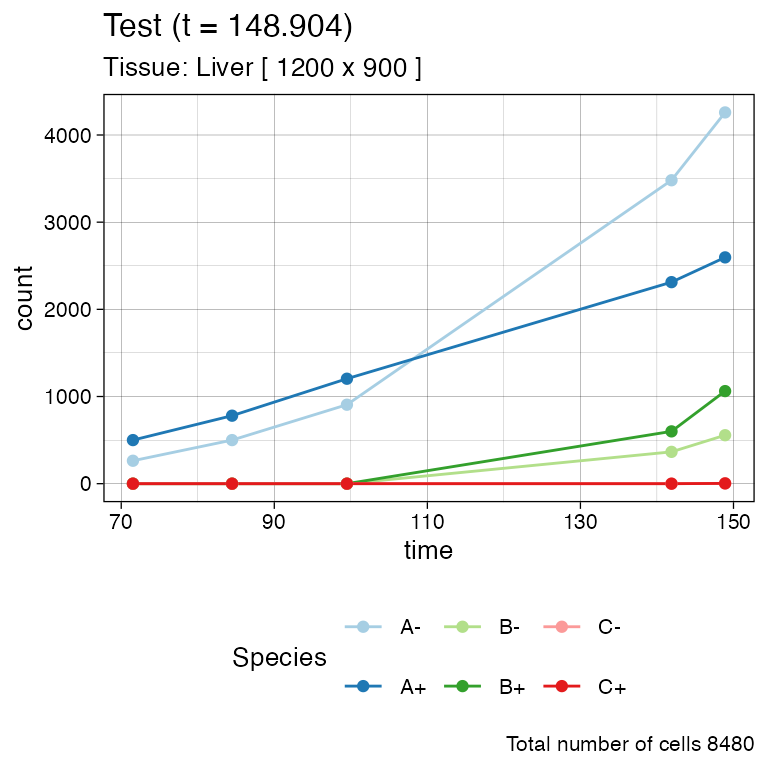 Test (t = 148.904)
Tissue: Liver [ 1200 x 900 ]
count
4000
3000
2000
1000
0
70 90 110 130 150
time
Species
A- B- C-
A+ B+ C+
Total number of cells 8480